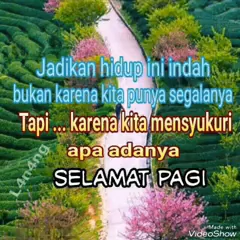 Jadikan hidup ini indah
bukan karena kita punya segalanya
Tapi ... karena kita mensyukuri
apa adanya
SELAMAT PAGI
L4n4ng
Made with
VideoShow